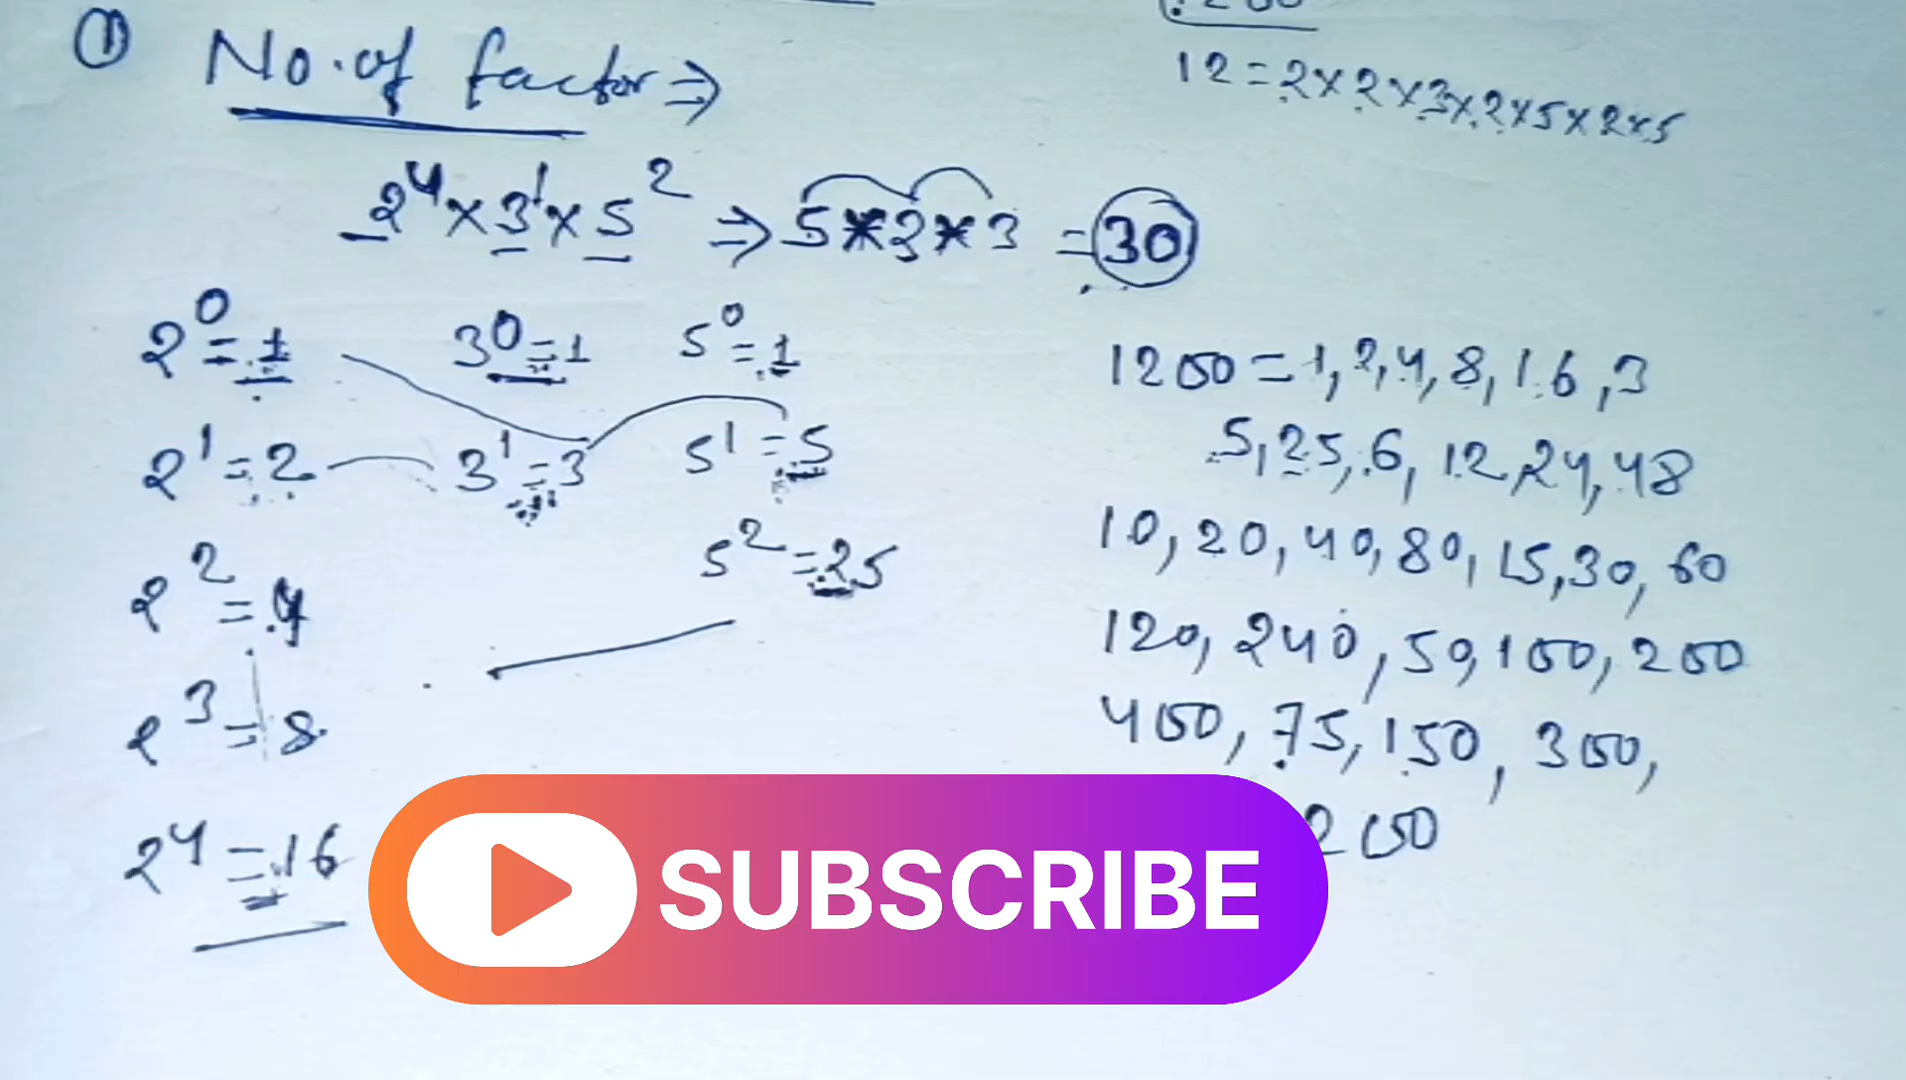 ① No. of factor ⇒
12 = 2×2×3×2×5×2×5
2⁴×3¹×5² ⇒ 5*2*3 = 30
2⁰ = 1 3⁰ = 1 5⁰ = 1
2¹ = 2 3¹ = 3 5¹ = 5
2² = 4 5² = 25
2³ = 8
2⁴ = 16
1200 = 1, 2, 4, 8, 16, 3
5, 25, 6, 12, 24, 48
10, 20, 40, 80, 15, 30, 60
120, 240, 50, 100, 200
400, 75, 150, 300,
200
SUBSCRIBE